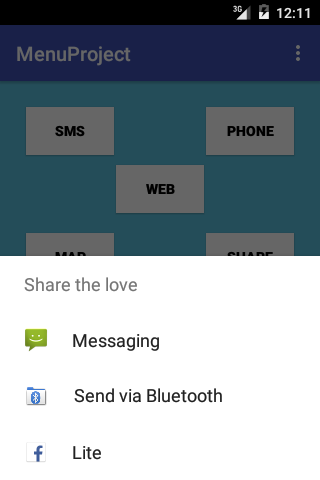 3G 12:11
MenuProject
SMS PHONE
WEB
MAP SHARE
Share the love
Messaging
Send via Bluetooth
Lite